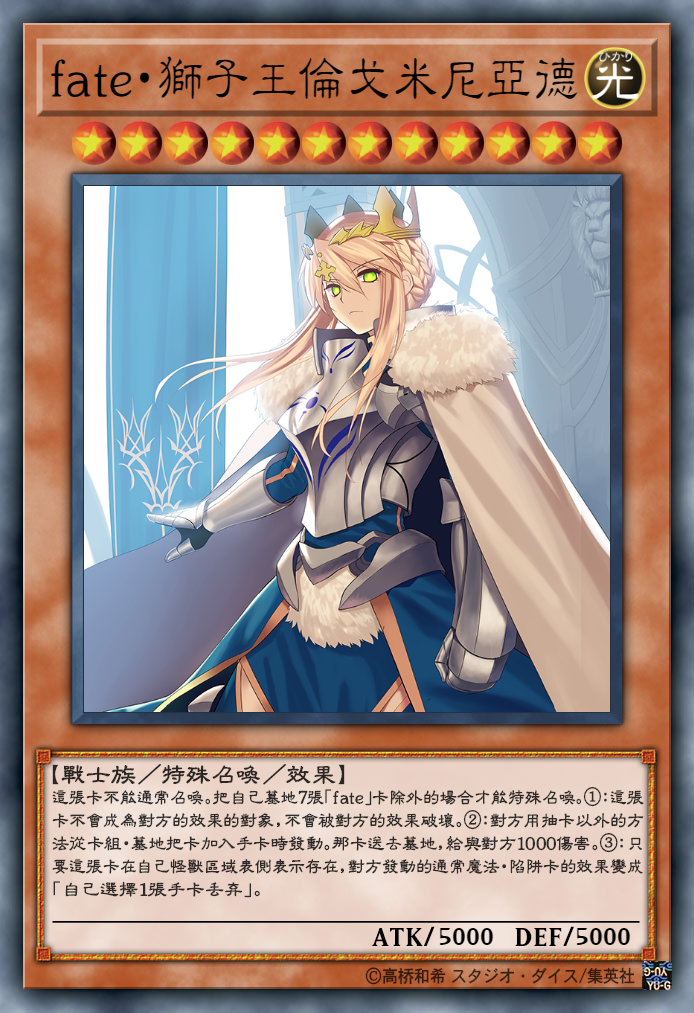 fate・獅子王倫戈米尼亞德
ひかり
光
【戰士族／特殊召喚／效果】
這張卡不能通常召喚。把自己墓地7張「fate」卡除外的場合才能特殊召喚。①：這張
卡不會成為對方的效果的對象，不會被對方的效果破壞。②：對方用抽卡以外的方
法從卡組・墓地把卡加入手卡時發動。那卡送去墓地，給與對方1000傷害。③：只
要這張卡在自己怪獸區域表側表示存在，對方發動的通常魔法・陷阱卡的效果變成
「自己選擇1張手卡丟棄」。
ATK/5000 DEF/5000
©高桥和希 スタジオ・ダイス/集英社
YU-G
YU-G